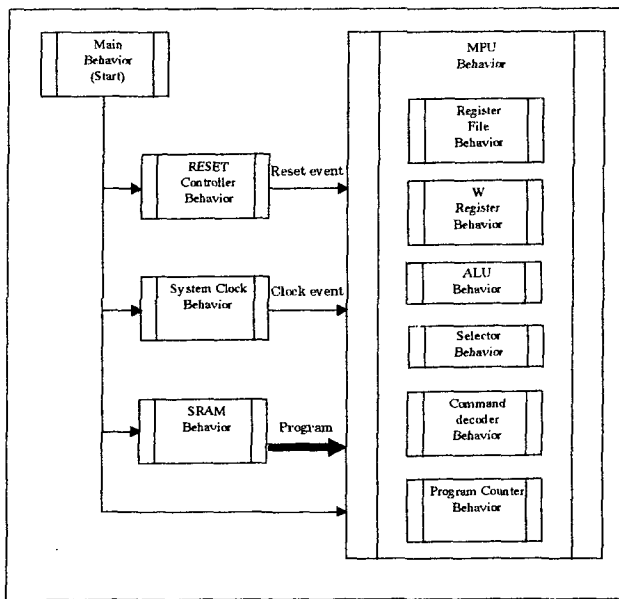 Main
Behavior
(Start)
RESET
Controller
Behavior
Reset event
System Clock
Behavior
Clock event
SRAM
Behavior
Program
MPU
Behavior
Register
File
Behavior
W
Register
Behavior
ALU
Behavior
Selector
Behavior
Command
decoder
Behavior
Program Counter
Behavior